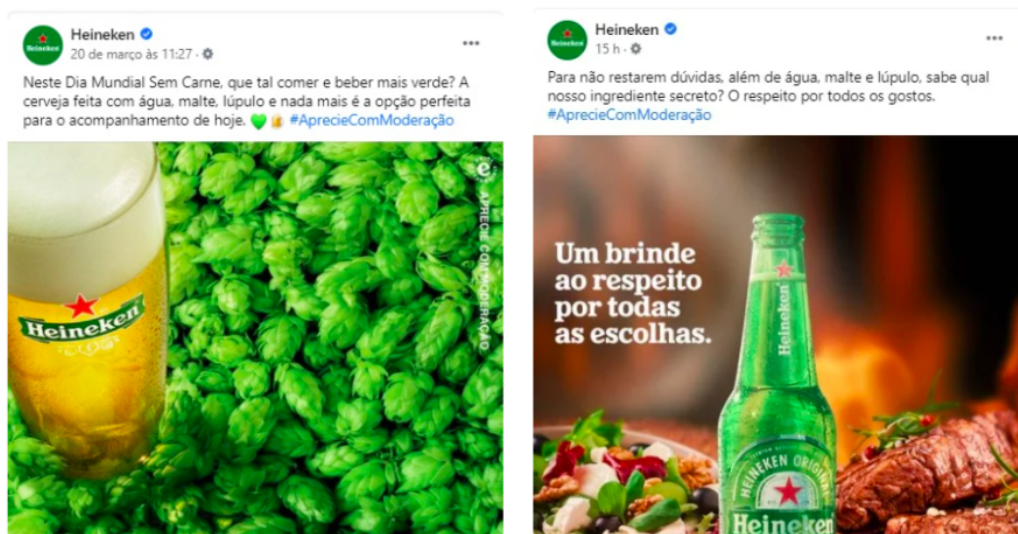 Heineken
20 de março às 11:27 ·
Neste Dia Mundial Sem Carne, que tal comer e beber mais verde? A
cerveja feita com água, malte, lúpulo e nada mais é a opção perfeita
para o acompanhamento de hoje. 💚 🍺 #AprecieComModeração
Heineken
APRECIE COM MODERAÇÃO
Heineken
15 h ·
Para não restarem dúvidas, além de água, malte e lúpulo, sabe qual
nosso ingrediente secreto? O respeito por todos os gostos.
#AprecieComModeração
Um brinde
ao respeito
por todas
as escolhas.
Heineken
HEINEKEN ORIGINAL
Heineken